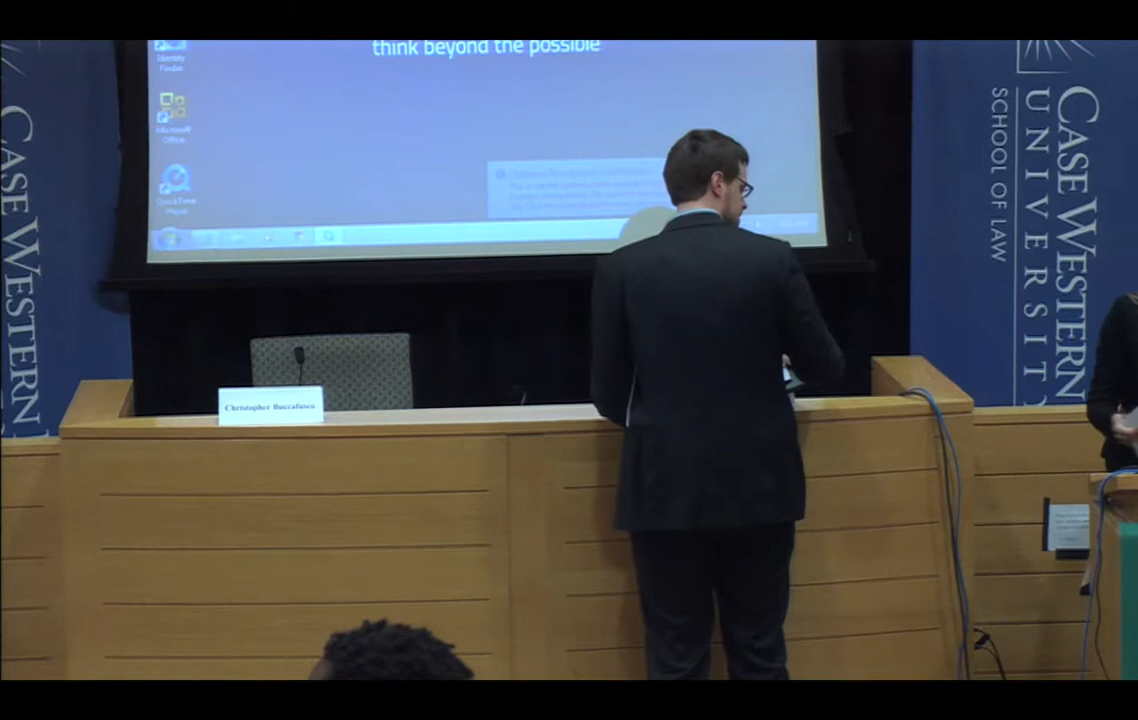 think beyond the possible
Identity
Finder
Microsoft
Office
QuickTime
Player
CASE WESTERN
Christopher Buccafusco
CASE WESTERN
UNIVERSITY
SCHOOL OF LAW